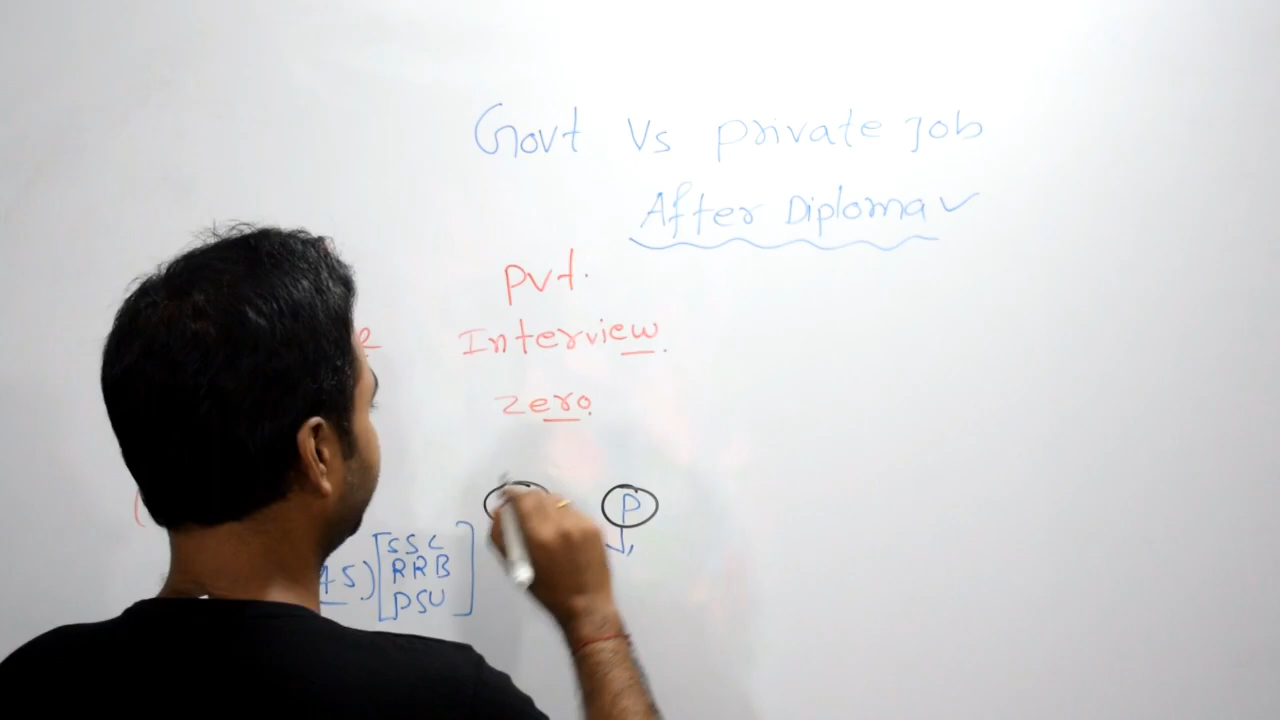 Govt Vs private Job
After Diploma
Pvt.
Interview.
Zero.
P
SSC
RRB
PSU